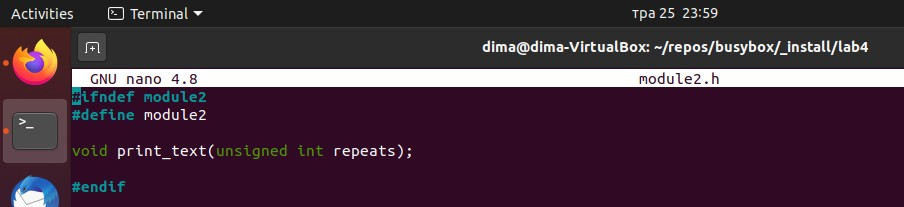 Activities
Terminal
тра 25 23:59
dima@dima-VirtualBox: ~/repos/busybox/_install/lab4
GNU nano 4.8
module2.h
#ifndef module2
#define module2
void print_text(unsigned int repeats);
#endif